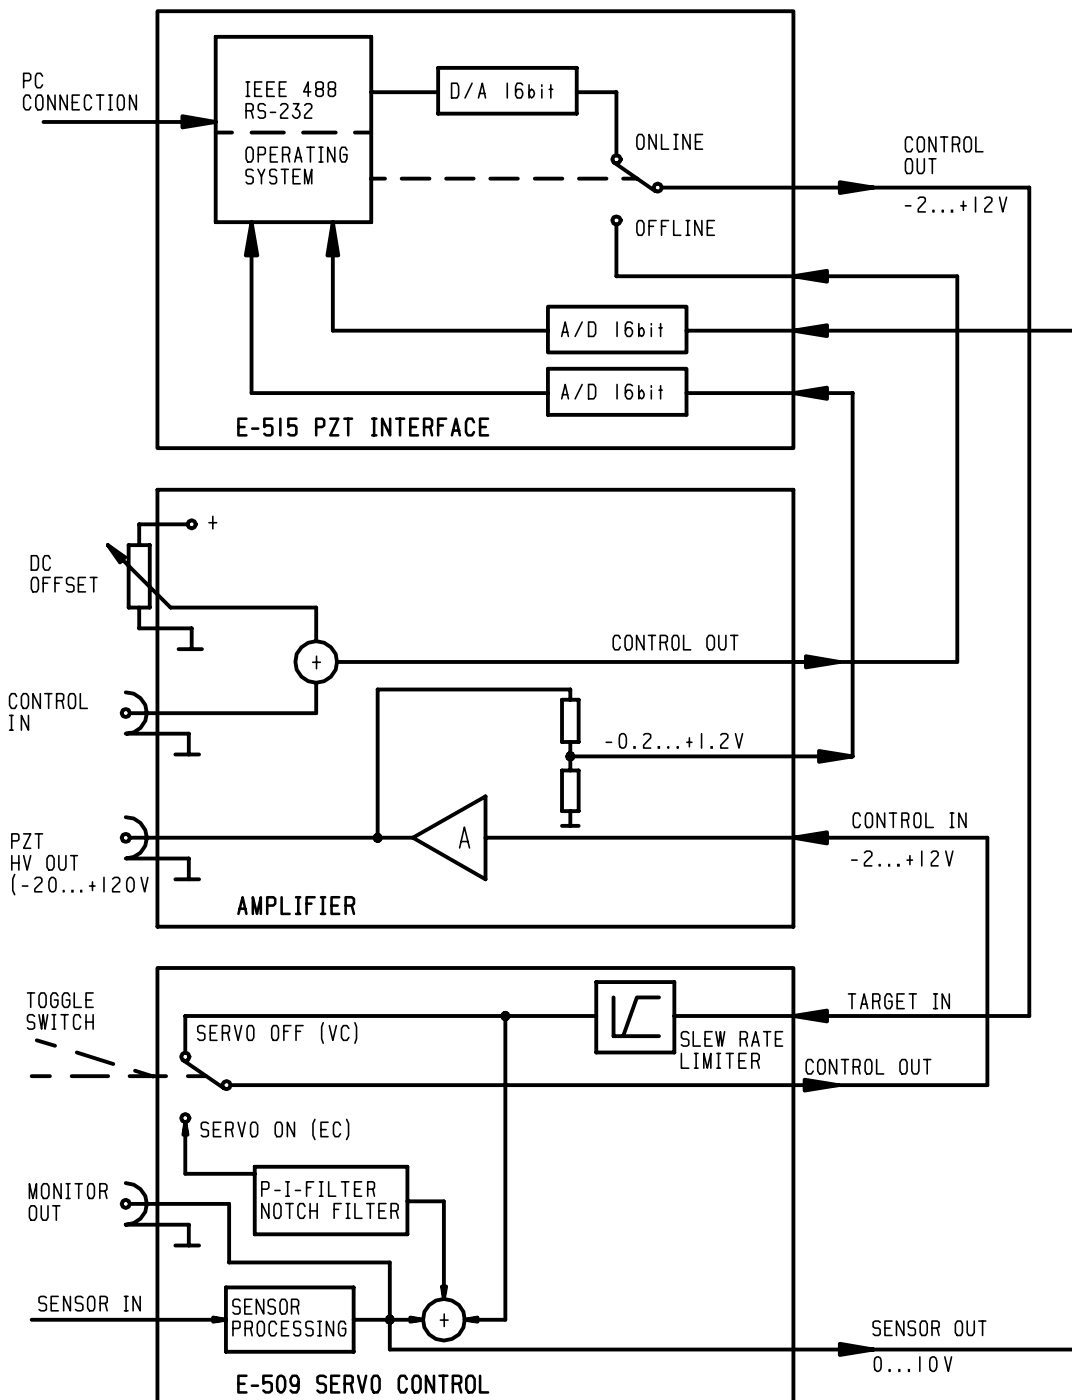 PC
CONNECTION
IEEE 488
RS-232
OPERATING
SYSTEM
D/A 16bit
ONLINE
OFFLINE
CONTROL
OUT
-2...+12V
A/D 16bit
A/D 16bit
E-515 PZT INTERFACE
+
DC
OFFSET
+
CONTROL OUT
CONTROL
IN
-0.2...+1.2V
A
CONTROL IN
-2...+12V
PZT
HV OUT
(-20...+120V
AMPLIFIER
TOGGLE
SWITCH
SERVO OFF (VC)
SLEW RATE
LIMITER
TARGET IN
CONTROL OUT
SERVO ON (EC)
P-I-FILTER
NOTCH FILTER
MONITOR
OUT
SENSOR IN
SENSOR
PROCESSING
+
SENSOR OUT
0...10V
E-509 SERVO CONTROL